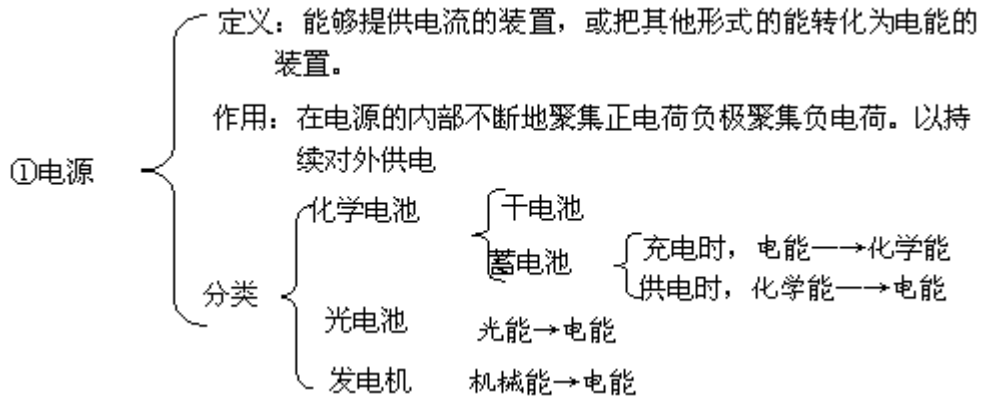 定义：能够提供电流的装置，或把其他形式的能转化为电能的
装置。
作用：在电源的内部不断地聚集正电荷负极聚集负电荷。以持
续对外供电
①电源
化学电池
干电池
蓄电池
充电时，电能—→化学能
供电时，化学能—→电能
分类
光电池 光能→电能
发电机 机械能→电能